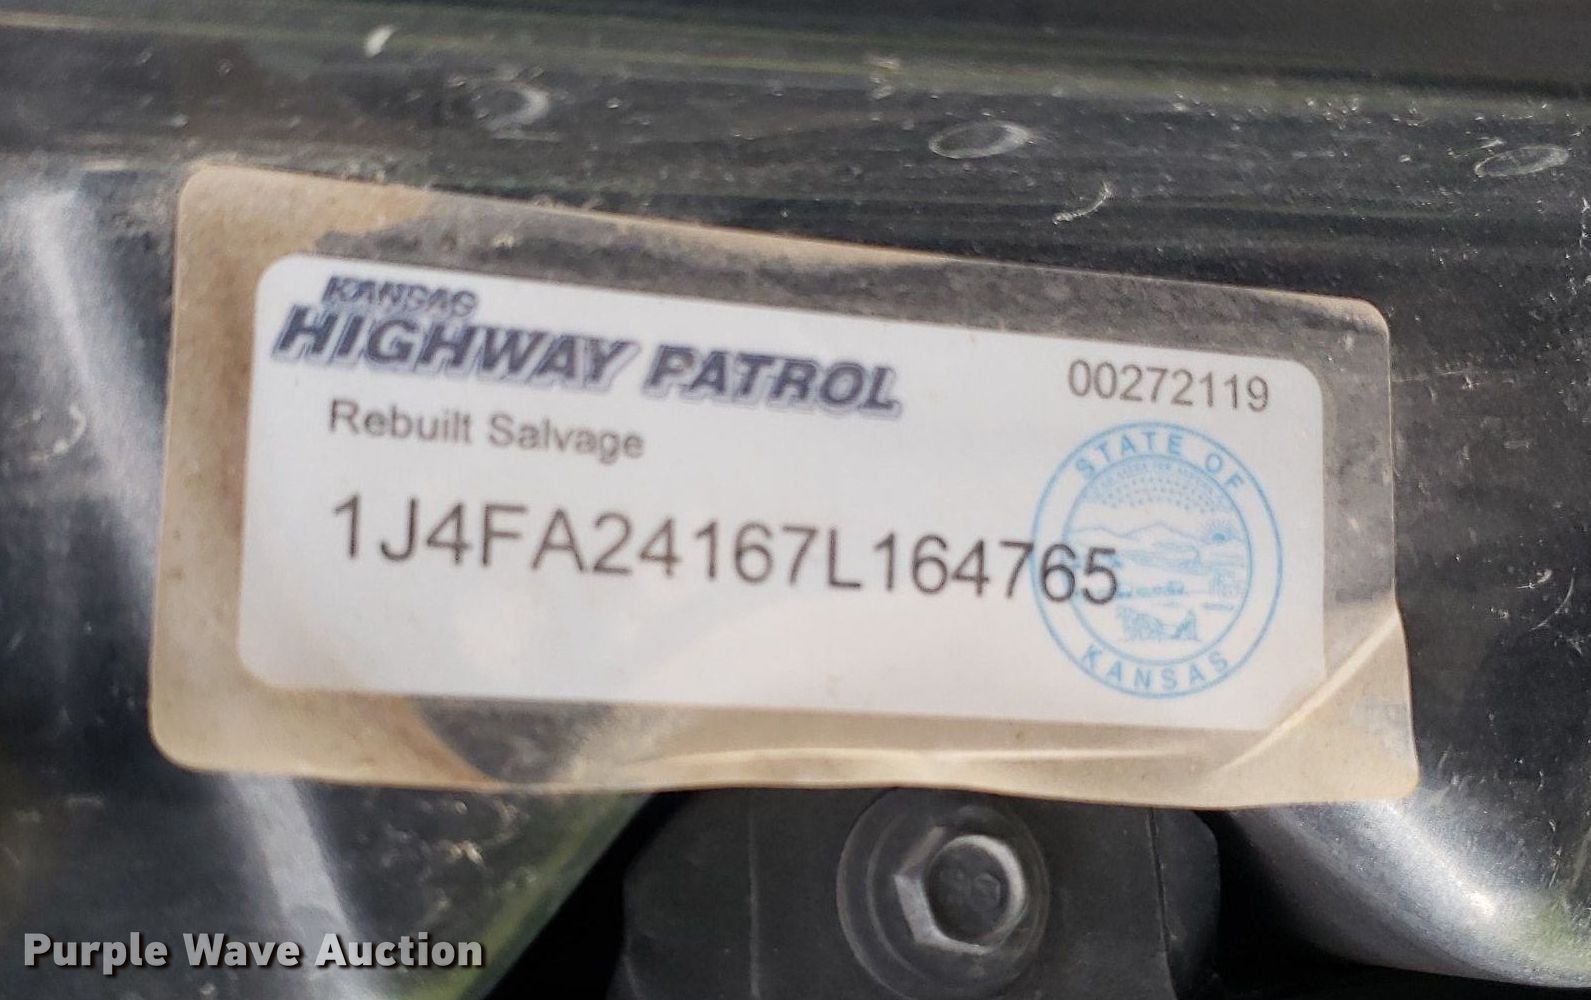 KANSAS
HIGHWAY PATROL
00272119
Rebuilt Salvage
1J4FA24167L164765
STATE OF
KANSAS
Purple Wave Auction